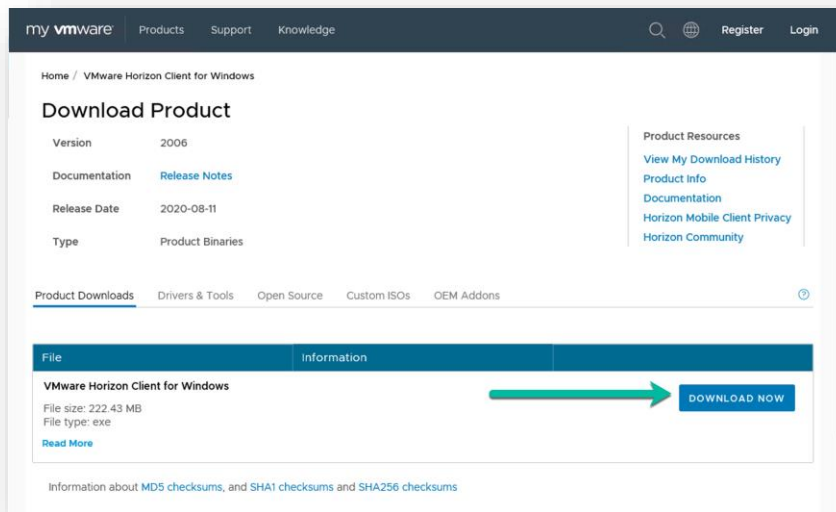 my vmware Products Support Knowledge Register Login
Home / VMware Horizon Client for Windows
Download Product
Version 2006
Documentation Release Notes
Release Date 2020-08-11
Type Product Binaries
Product Resources
View My Download History
Product Info
Documentation
Horizon Mobile Client Privacy
Horizon Community
Product Downloads Drivers & Tools Open Source Custom ISOs OEM Addons
File Information
VMware Horizon Client for Windows
File size: 222.43 MB
File type: exe
Read More
DOWNLOAD NOW
Information about MD5 checksums, and SHA1 checksums and SHA256 checksums